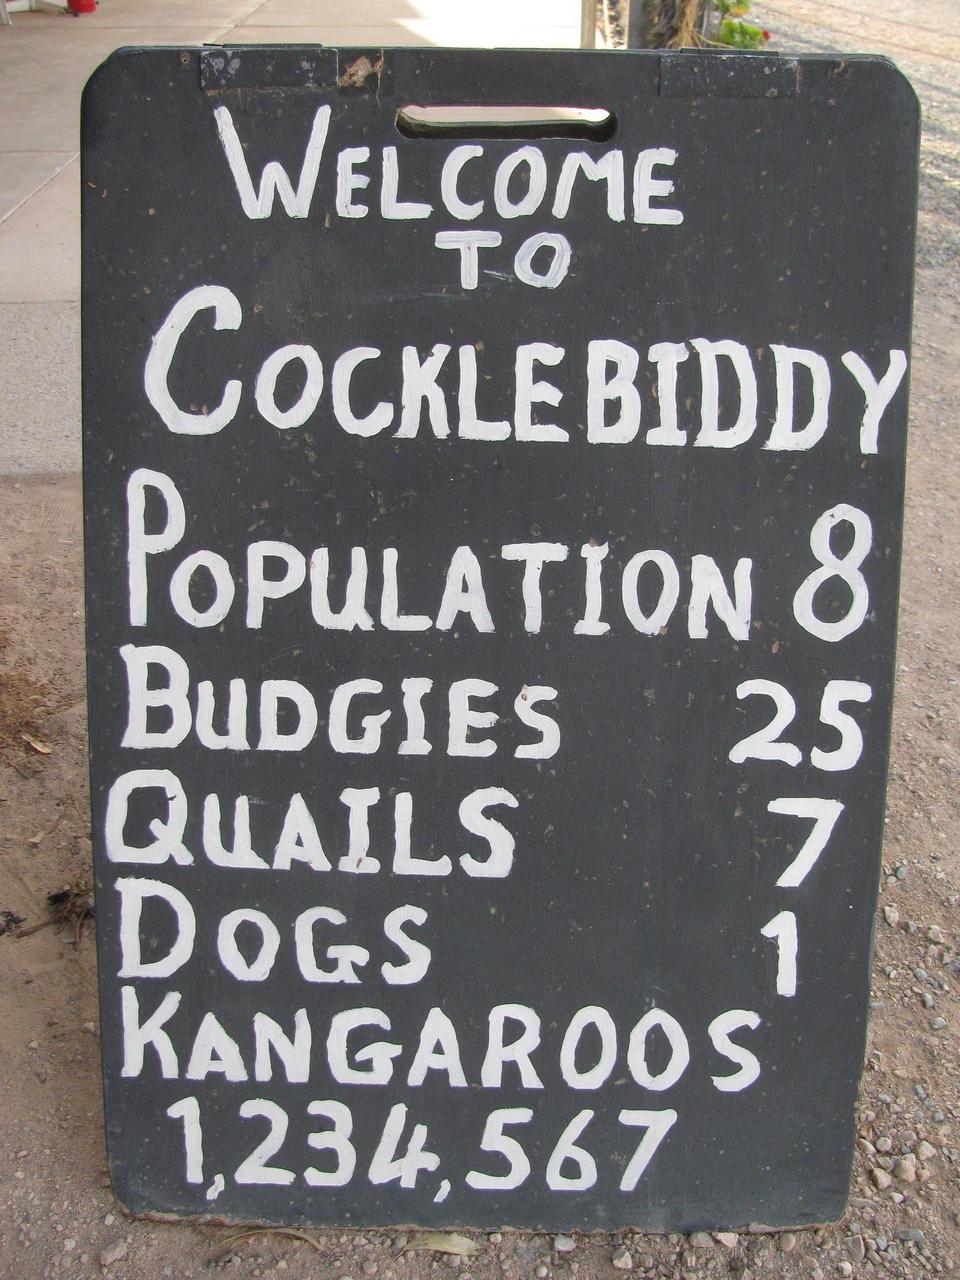 WELCOME
TO
COCKLEBIDDY
POPULATION 8
BUDGIES 25
QUAILS 7
DOGS 1
KANGAROOS
1,234,567